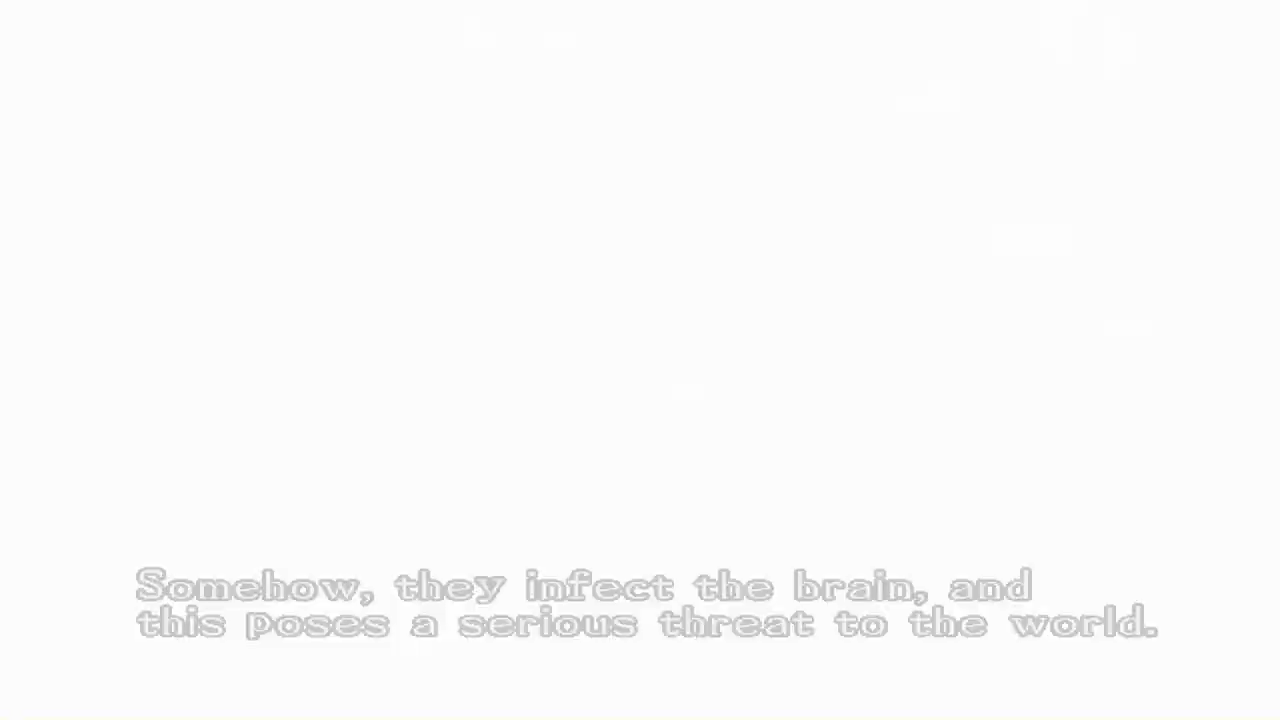 Somehow, they infect the brain, and
this poses a serious threat to the world.